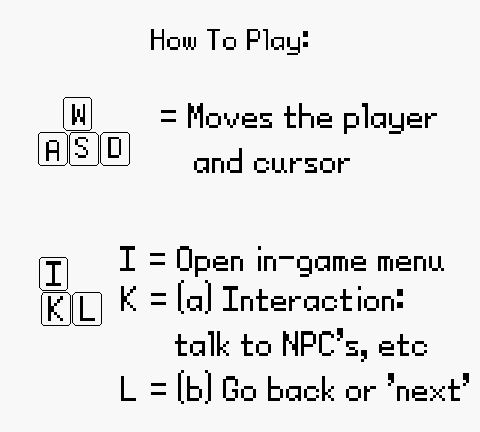 How To Play:
W
A S D
= Moves the player
and cursor
I
K L
I = Open in-game menu
K = (a) Interaction:
talk to NPC's, etc
L = (b) Go back or 'next'